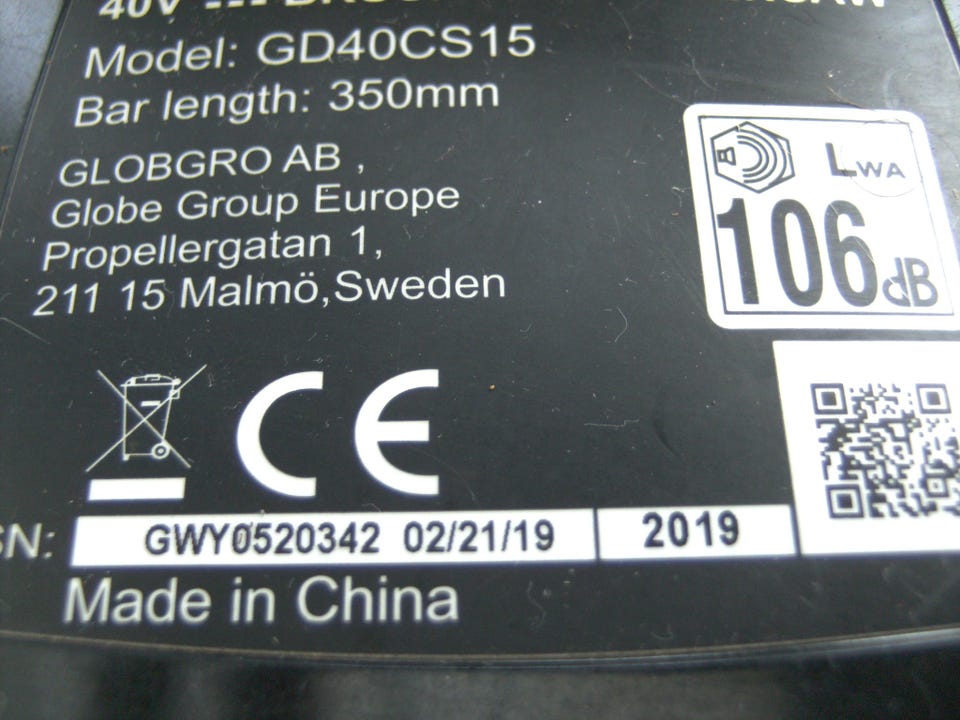 40V
Model: GD40CS15
Bar length: 350mm
GLOBGRO AB ,
Globe Group Europe
Propellergatan 1,
211 15 Malmö,Sweden
LWA
106dB
CE
SN: GWY0520342 02/21/19 2019
Made in China